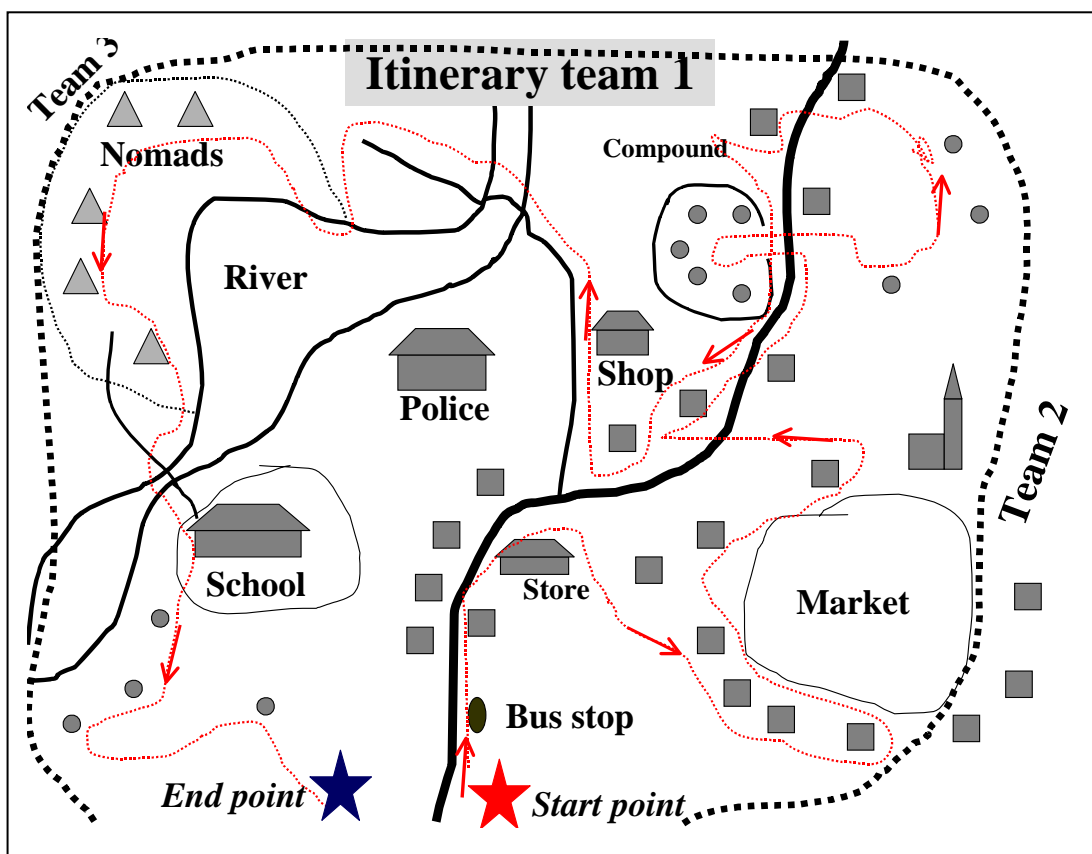 Itinerary team 1
Team 3
Nomads
Compound
River
Shop
Police
Team 2
School
Store
Market
Bus stop
End point
Start point